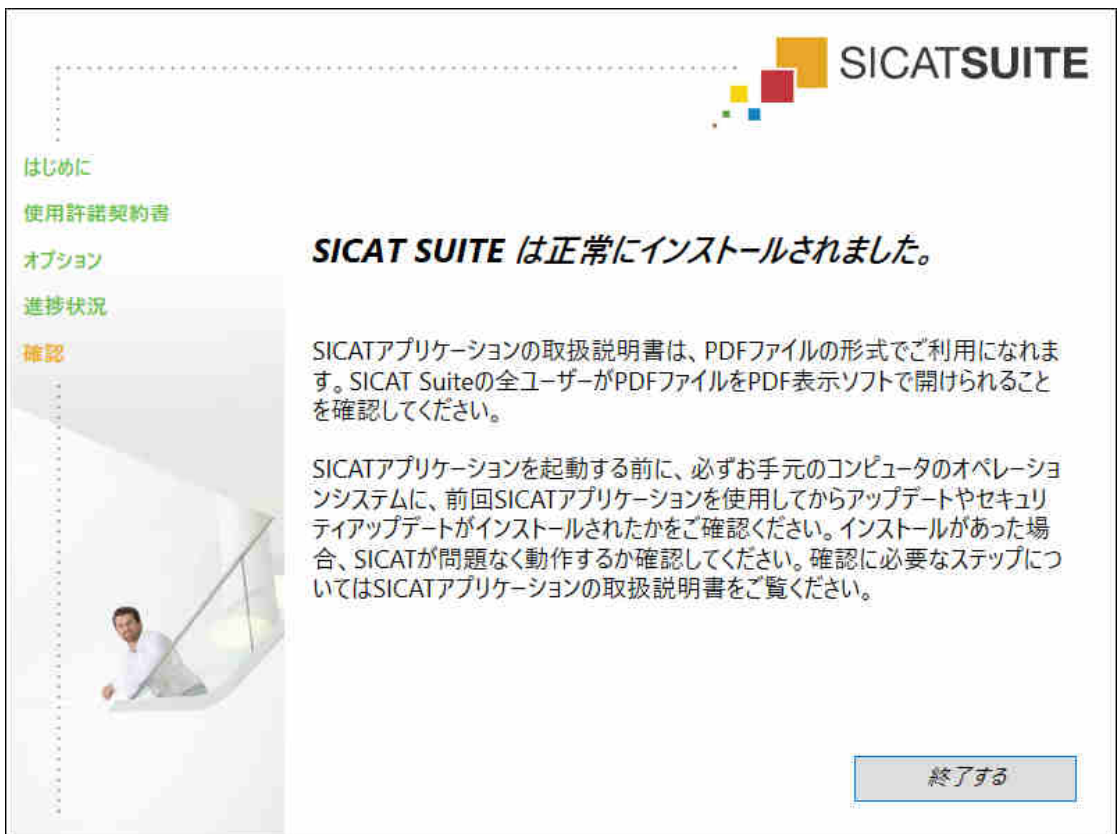 SICATSUITE
はじめに
使用許諾契約書
オプション
進捗状況
確認
SICAT SUITE は正常にインストールされました。
SICATアプリケーションの取扱説明書は、PDFファイルの形式でご利用になれま
す。SICAT Suiteの全ユーザーがPDFファイルをPDF表示ソフトで開けられること
を確認してください。
SICATアプリケーションを起動する前に、必ずお手元のコンピュータのオペレーショ
ンシステムに、前回SICATアプリケーションを使用してからアップデートやセキュリ
ティアップデートがインストールされたかをご確認ください。インストールがあった場
合、SICATが問題なく動作するか確認してください。確認に必要なステップにつ
いてはSICATアプリケーションの取扱説明書をご覧ください。
終了する